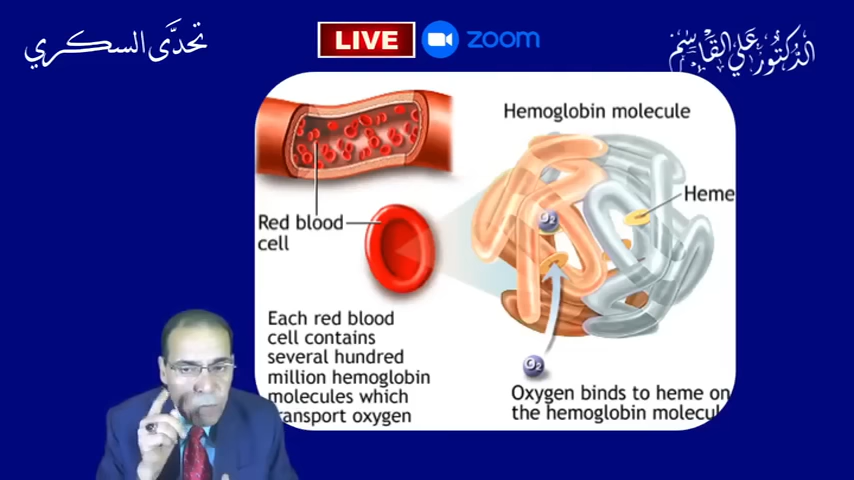 تحدَّى السكري
LIVE
zoom
الدكتور علي القاسم
Hemoglobin molecule
Heme
Red blood
cell
O₂
Each red blood
cell contains
several hundred
million hemoglobin
molecules which
transport oxygen
O₂
Oxygen binds to heme on
the hemoglobin molecul